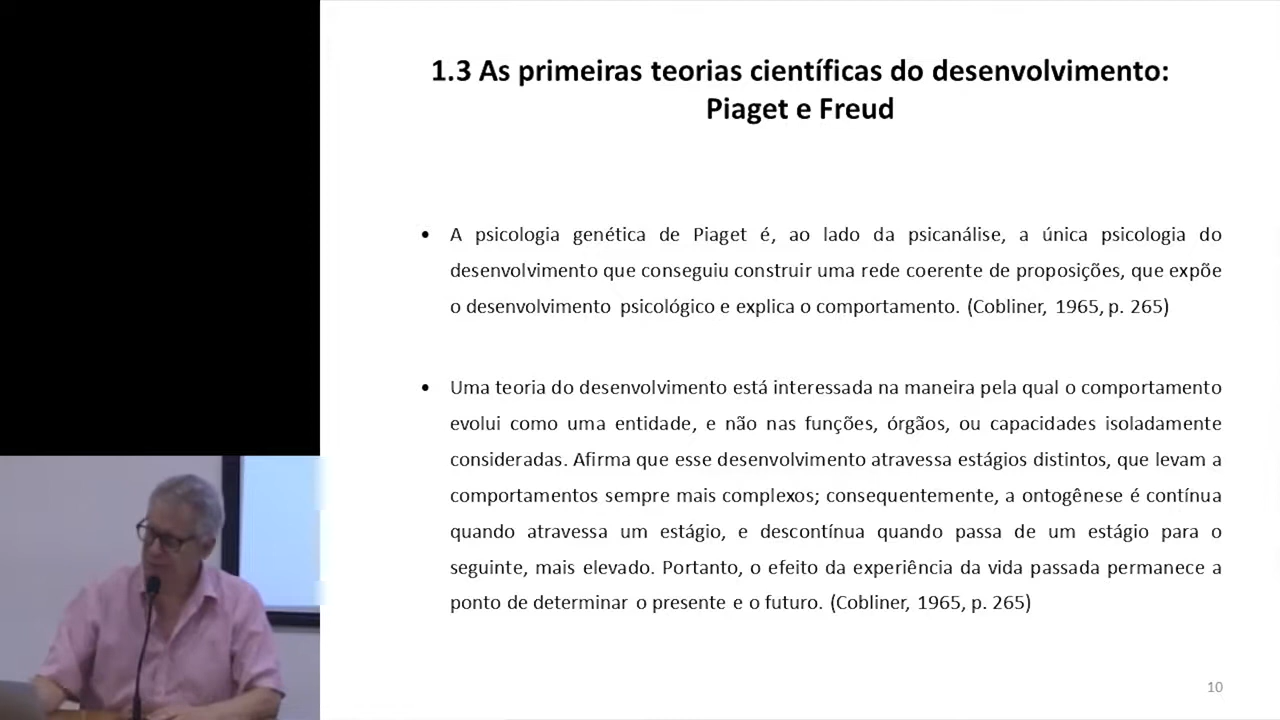 1.3 As primeiras teorias científicas do desenvolvimento:
Piaget e Freud
• A psicologia genética de Piaget é, ao lado da psicanálise, a única psicologia do
desenvolvimento que conseguiu construir uma rede coerente de proposições, que expõe
o desenvolvimento psicológico e explica o comportamento. (Cobliner, 1965, p. 265)
• Uma teoria do desenvolvimento está interessada na maneira pela qual o comportamento
evolui como uma entidade, e não nas funções, órgãos, ou capacidades isoladamente
consideradas. Afirma que esse desenvolvimento atravessa estágios distintos, que levam a
comportamentos sempre mais complexos; consequentemente, a ontogênese é contínua
quando atravessa um estágio, e descontínua quando passa de um estágio para o
seguinte, mais elevado. Portanto, o efeito da experiência da vida passada permanece a
ponto de determinar o presente e o futuro. (Cobliner, 1965, p. 265)
10